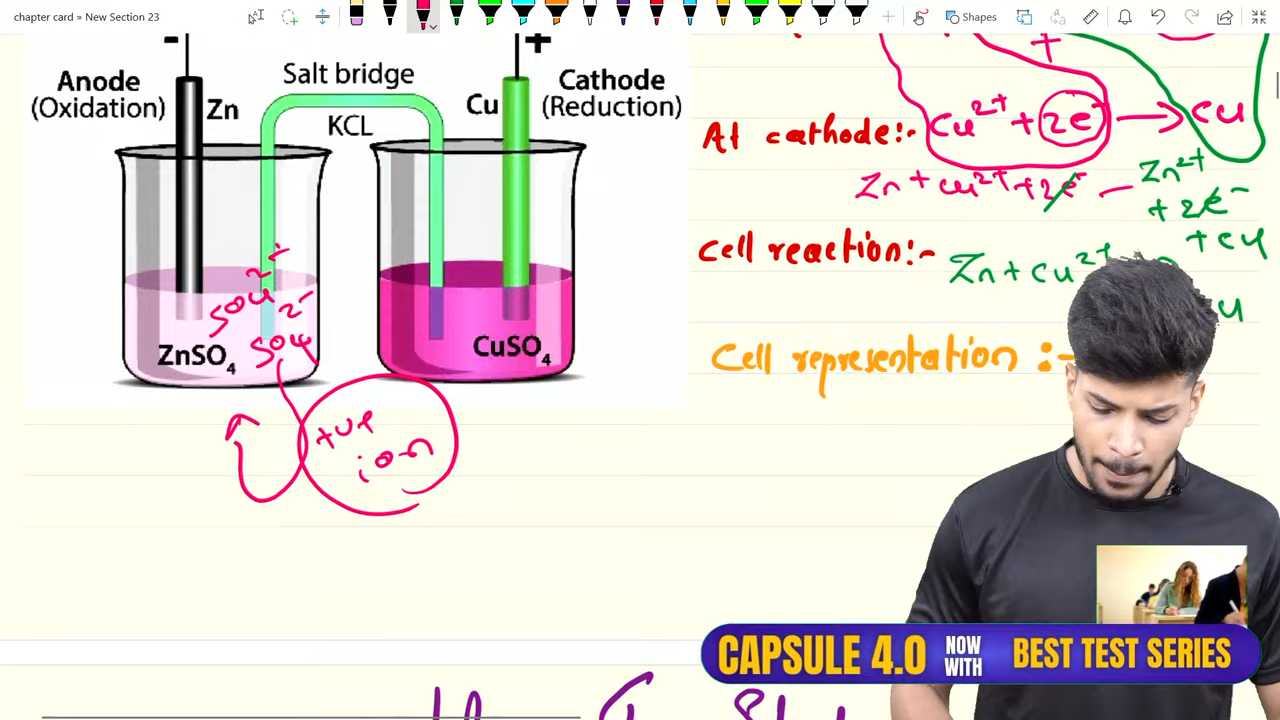 chapter card » New Section 23
Shapes
-
+
Anode
(Oxidation)
Zn
Salt bridge
KCL
Cu
Cathode
(Reduction)
ZnSO4
CuSO4
SO4 2-
SO4 2-
+ve
ion
+
At cathode:- Cu2+ + 2e- → Cu
Zn + Cu2+ + 2e- — Zn2+
+ 2e-
+ Cu
Cell reaction:- Zn + Cu2+
Cell representation :-
CAPSULE 4.0 NOW WITH BEST TEST SERIES